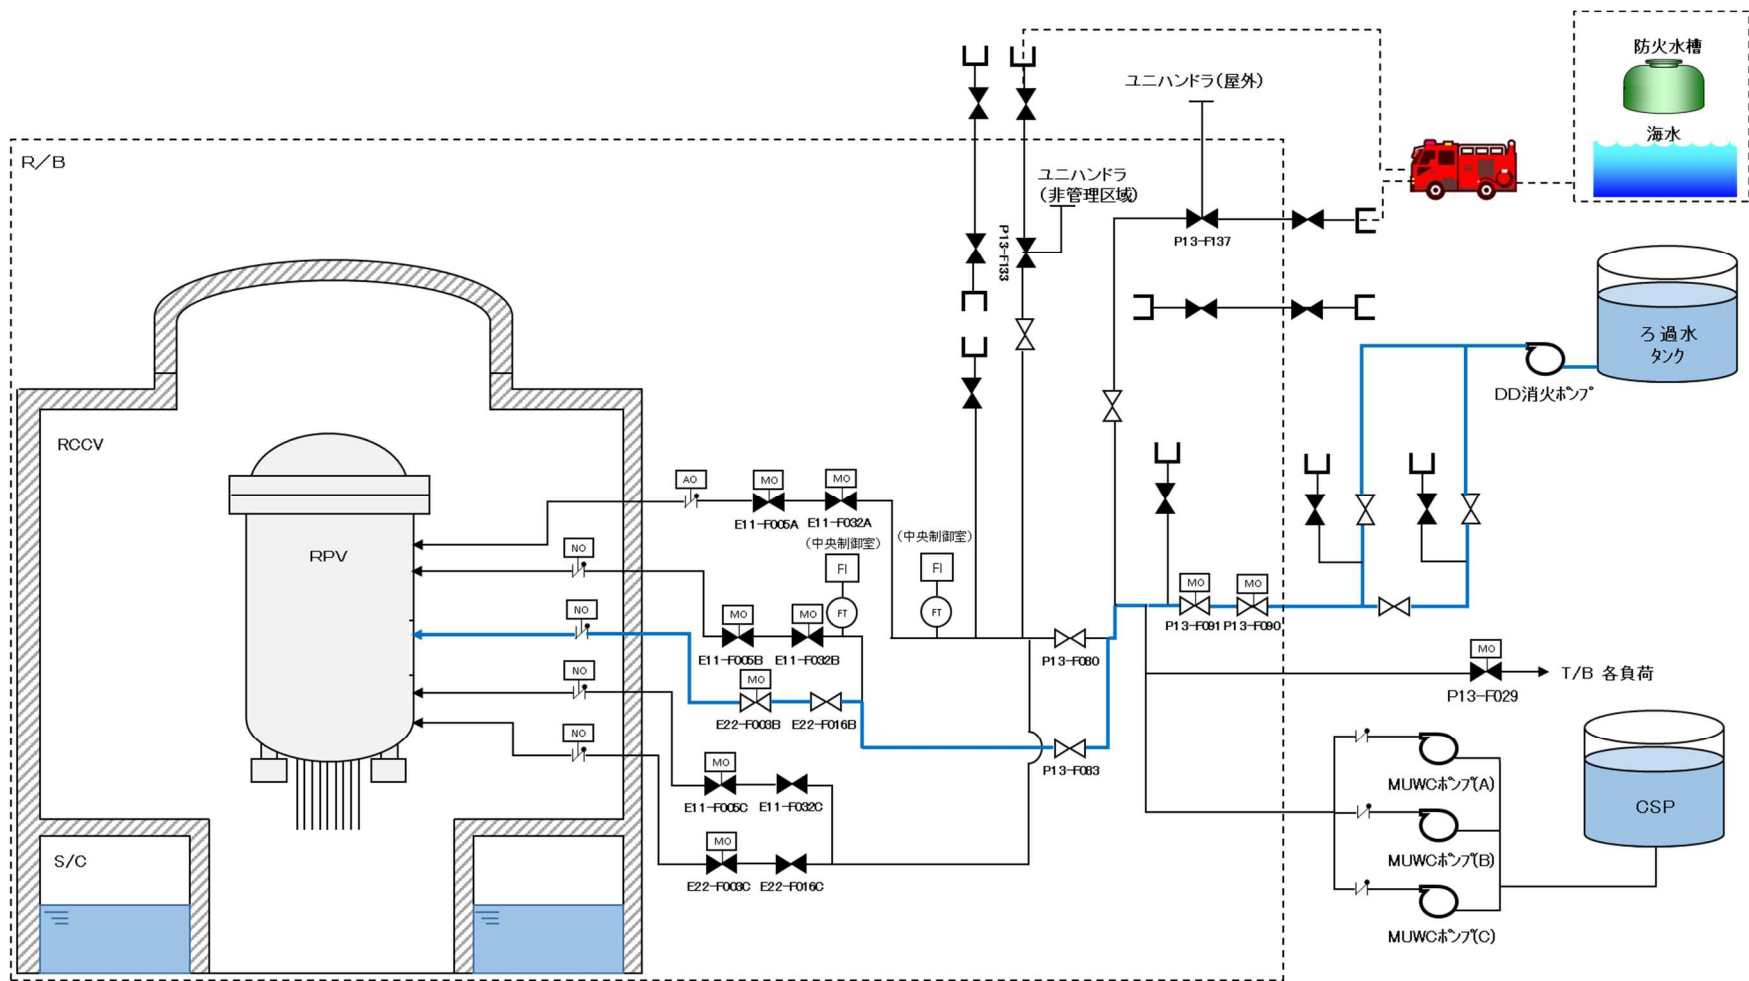 防火水槽
海水
ユニハンドラ(屋外)
R/B
ユニハンドラ
(非管理区域)
P13-F133
P13-F137
ろ過水
タンク
DD消火ポンプ
RCCV
RPV
AO
MO
MO
E11-F005A
E11-F032A
(中央制御室)
(中央制御室)
NO
FI
FI
FT
FT
NO
MO
MO
E11-F005B
E11-F032B
MO
MO
P13-F091
P13-F090
P13-F080
MO
P13-F029
T/B 各負荷
NO
MO
E22-F003B
E22-F016B
NO
P13-F083
MO
E11-F005C
E11-F032C
MUWCポンプ(A)
CSP
S/C
MO
E22-F003C
E22-F016C
MUWCポンプ(B)
MUWCポンプ(C)